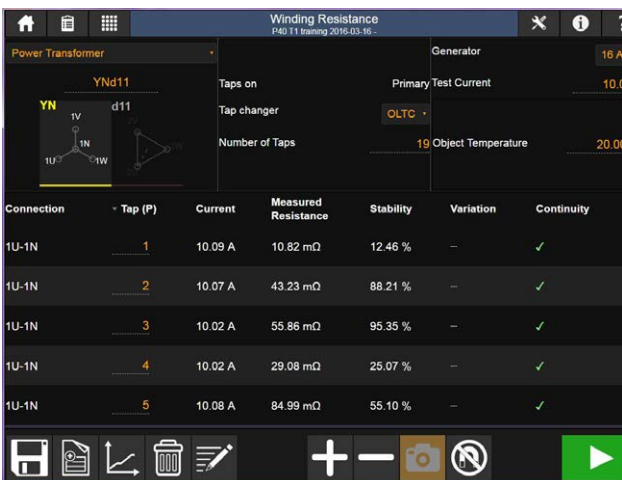 Winding Resistance
P40 T1 training 2016-03-16 -
Power Transformer
Generator
16 A
YNd11
Taps on
Primary
Test Current
10.0
YN
d11
1V
1N
1U
1W
Tap changer
OLTC
Number of Taps
19
Object Temperature
20.00
Connection
Tap (P)
Current
Measured
Resistance
Stability
Variation
Continuity
1U-1N 1 10.09 A 10.82 mΩ 12.46 % -- ✓
1U-1N 2 10.07 A 43.23 mΩ 88.21 % -- ✓
1U-1N 3 10.02 A 55.86 mΩ 95.35 % -- ✓
1U-1N 4 10.02 A 29.08 mΩ 25.07 % -- ✓
1U-1N 5 10.08 A 84.99 mΩ 55.10 % -- ✓